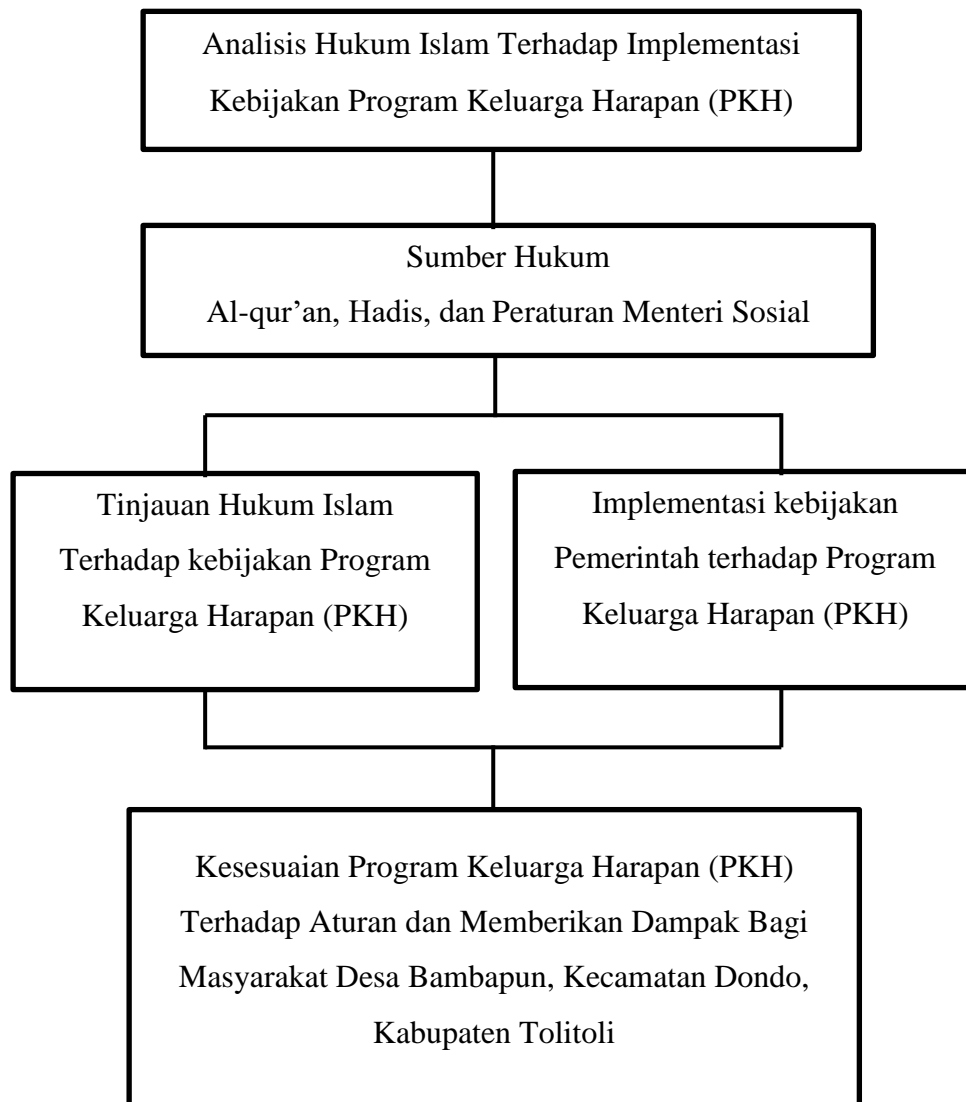 Analisis Hukum Islam Terhadap Implementasi
Kebijakan Program Keluarga Harapan (PKH)
Sumber Hukum
Al-qur’an, Hadis, dan Peraturan Menteri Sosial
Tinjauan Hukum Islam
Terhadap kebijakan Program
Keluarga Harapan (PKH)
Implementasi kebijakan
Pemerintah terhadap Program
Keluarga Harapan (PKH)
Kesesuaian Program Keluarga Harapan (PKH)
Terhadap Aturan dan Memberikan Dampak Bagi
Masyarakat Desa Bambapun, Kecamatan Dondo,
Kabupaten Tolitoli